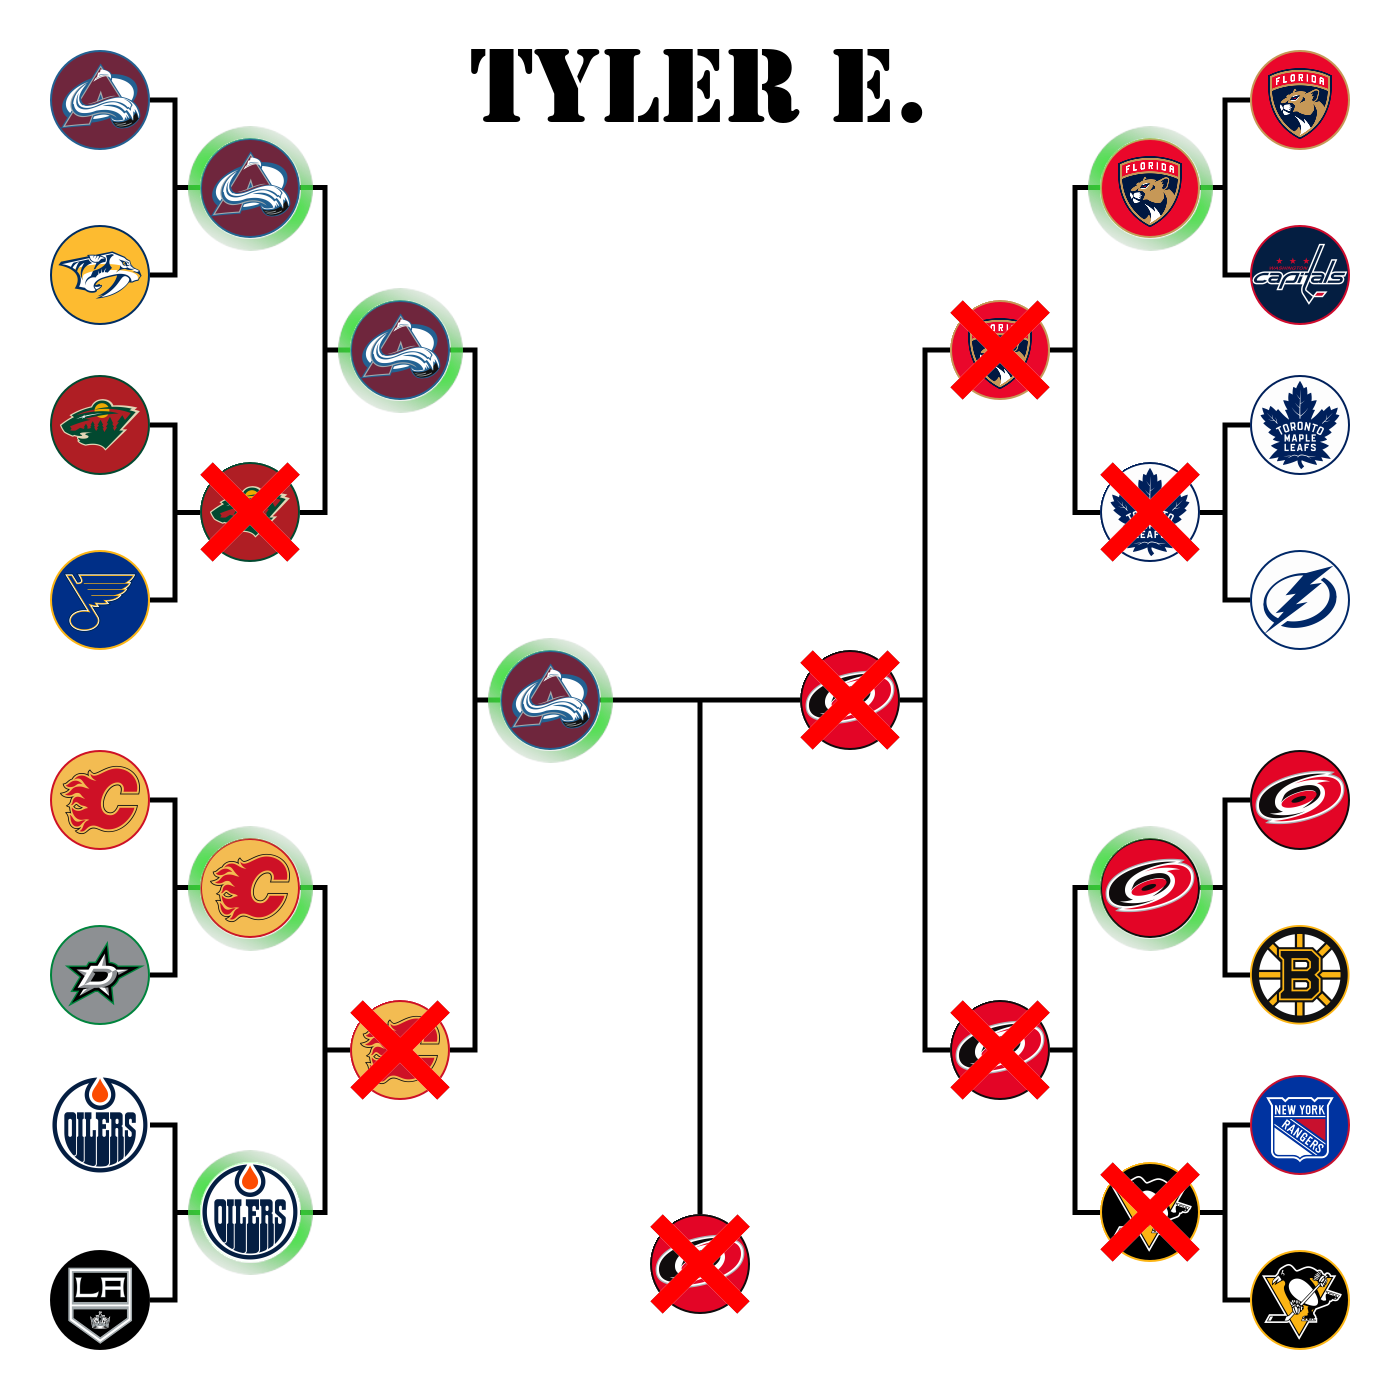 TYLER E.
FLORIDA
FLORIDA
capitals
TORONTO
MAPLE
LEAFS
OILERS
OILERS
NEW YORK
RANGERS
LA
B